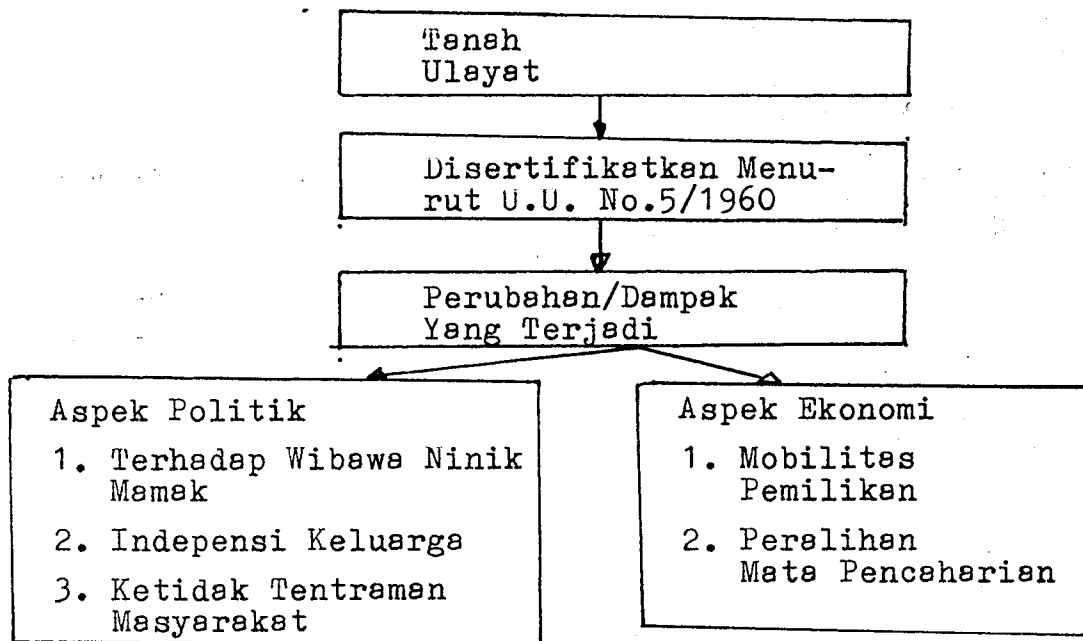 Tanah
Ulayat
Disertifikatkan Menu-
rut U.U. No.5/1960
Perubahan/Dampak
Yang Terjadi
Aspek Politik
1. Terhadap Wibawa Ninik
Mamak
2. Indepensi Keluarga
3. Ketidak Tentraman
Masyarakat
Aspek Ekonomi
1. Mobilitas
Pemilikan
2. Peralihan
Mata Pencaharian